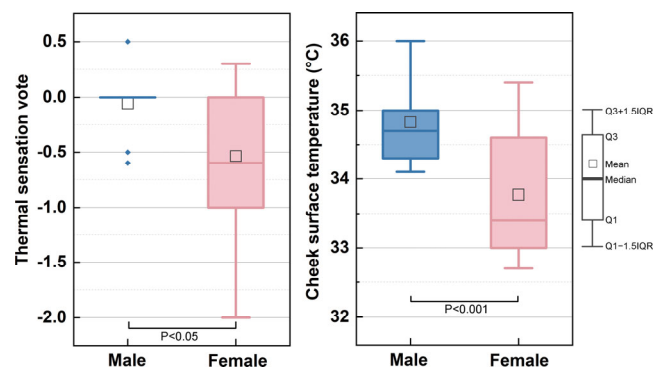 Thermal sensation vote
0.5
0.0
-0.5
-1.0
-1.5
-2.0
P<0.05
Male Female
Cheek surface temperature (°C)
36
35
34
33
32
P<0.001
Male Female
Q3+1.5IQR
Q3
Mean
Median
Q1
Q1−1.5IQR